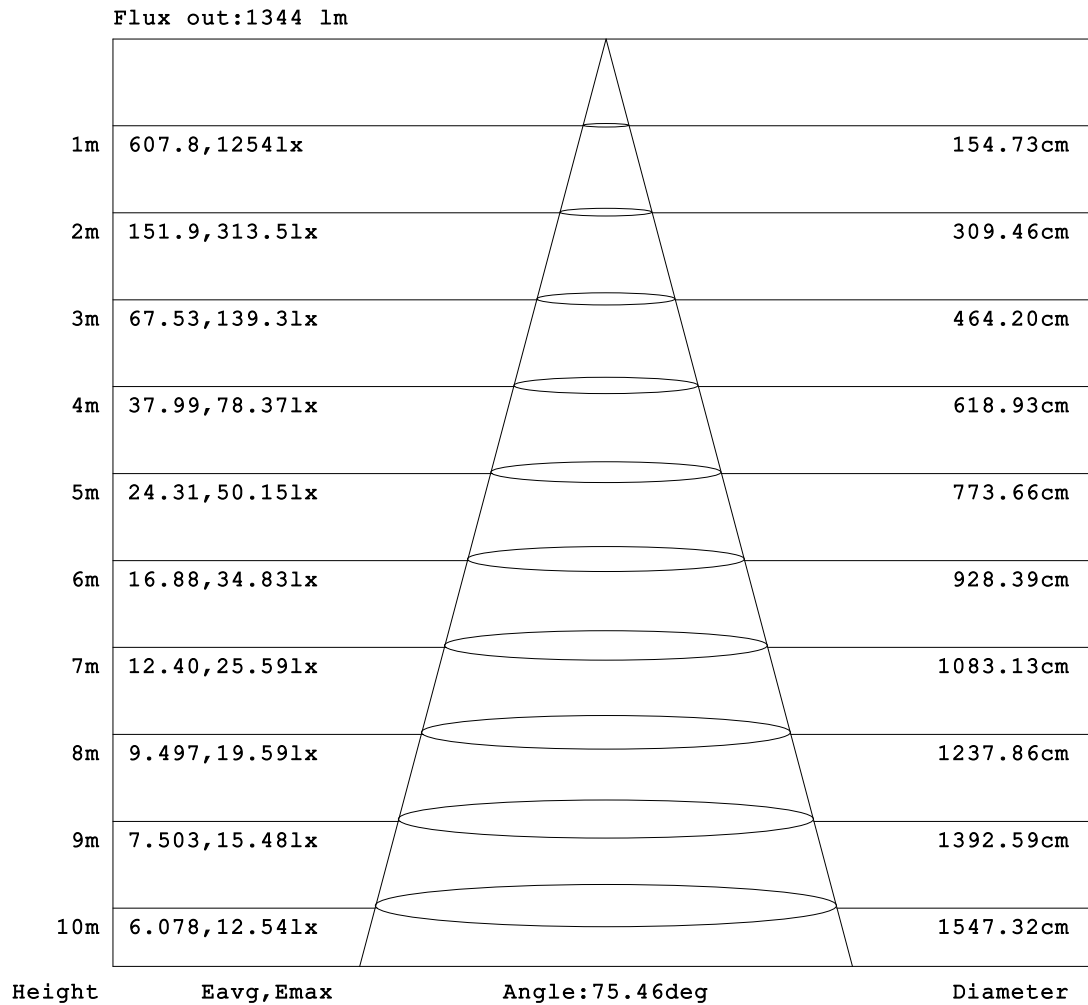 Flux out:1344 lm
1m 607.8,1254lx 154.73cm
2m 151.9,313.5lx 309.46cm
3m 67.53,139.3lx 464.20cm
4m 37.99,78.37lx 618.93cm
5m 24.31,50.15lx 773.66cm
6m 16.88,34.83lx 928.39cm
7m 12.40,25.59lx 1083.13cm
8m 9.497,19.59lx 1237.86cm
9m 7.503,15.48lx 1392.59cm
10m 6.078,12.54lx 1547.32cm
Height Eavg,Emax Angle:75.46deg Diameter